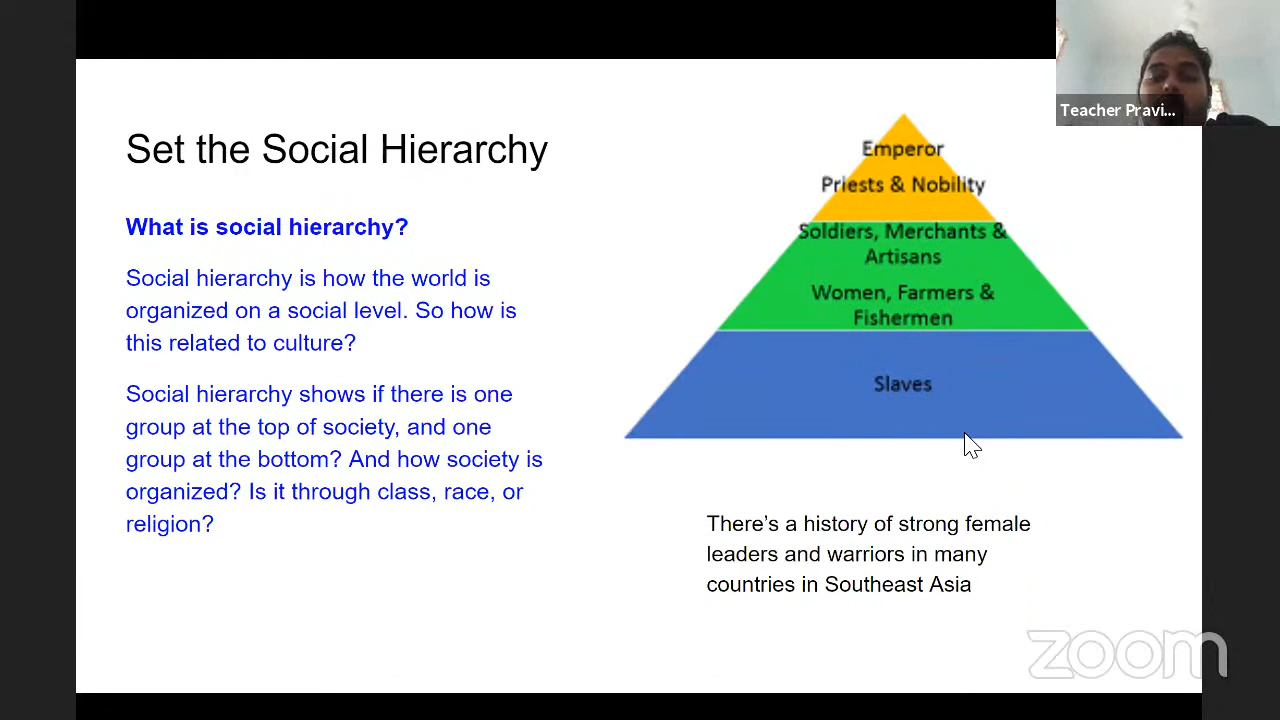 Set the Social Hierarchy
What is social hierarchy?
Social hierarchy is how the world is
organized on a social level. So how is
this related to culture?
Social hierarchy shows if there is one
group at the top of society, and one
group at the bottom? And how society is
organized? Is it through class, race, or
religion?
Emperor
Priests & Nobility
Soldiers, Merchants &
Artisans
Women, Farmers &
Fishermen
Slaves
There's a history of strong female
leaders and warriors in many
countries in Southeast Asia
Teacher Pravi...
zoom